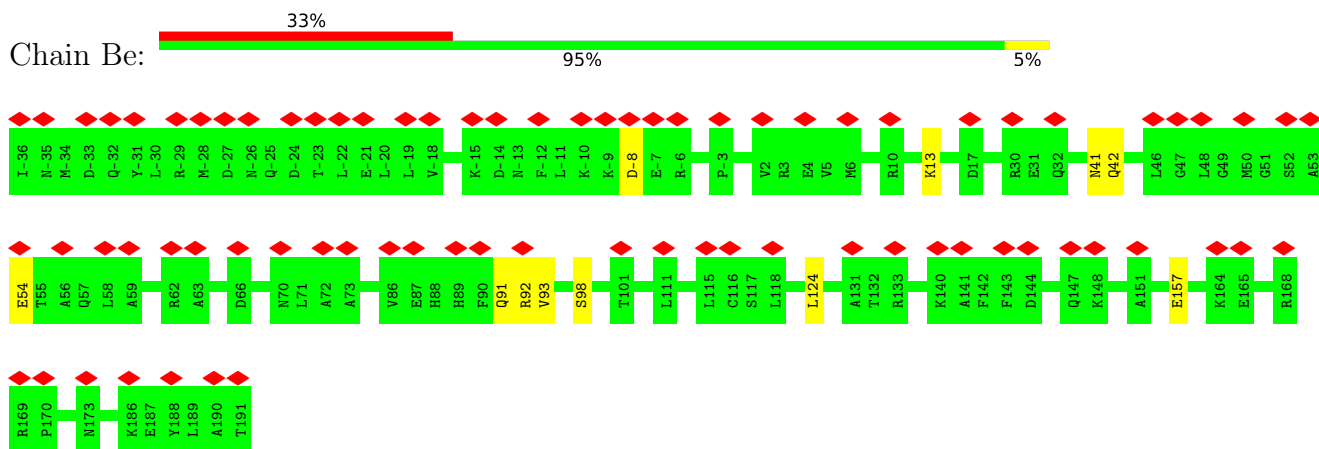 33%
Chain Be:
95% 5%
I-36 N-35 M-34 D-33 Q-32 Y-31 L-30 R-29 M-28 D-27 N-26 Q-25 D-24 T-23 L-22 E-21 L-20 L-19 V-18 K-15 D-14 N-13 F-12 L-11 K-10 K-9 D-8 E-7 R-6 P-3 V2 R3 E4 V5 M6 R10 K13 D17 R30 E31 Q32 N41 Q42 L46 G47 L48 G49 M50 G51 S52 A53
E54 T55 A56 Q57 L58 A59 R62 A63 D66 N70 L71 A72 A73 V86 E87 H88 H89 F90 Q91 R92 V93 S98 T101 L111 L115 C116 S117 L118 L124 A131 T132 R133 K140 A141 F142 F143 D144 Q147 K148 A151 E157 K164 E165 R168
R169 P170 N173 K186 E187 Y188 L189 A190 T191